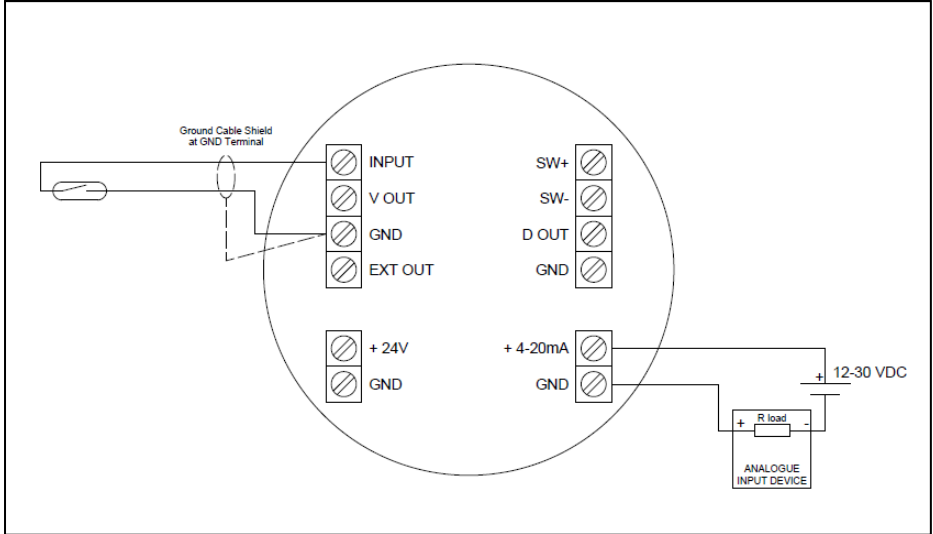 Ground Cable Shield
at GND Terminal
INPUT
V OUT
GND
EXT OUT
SW+
SW-
D OUT
GND
+ 24V
GND
+ 4-20mA
GND
+ 12-30 VDC
+ R load -
ANALOGUE
INPUT DEVICE